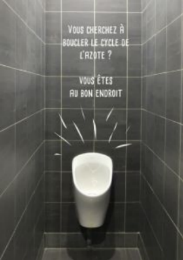 VOUS CHERCHEZ À
BOUCLER LE CYCLE DE
L'AZOTE ?
VOUS ÊTES
AU BON ENDROIT